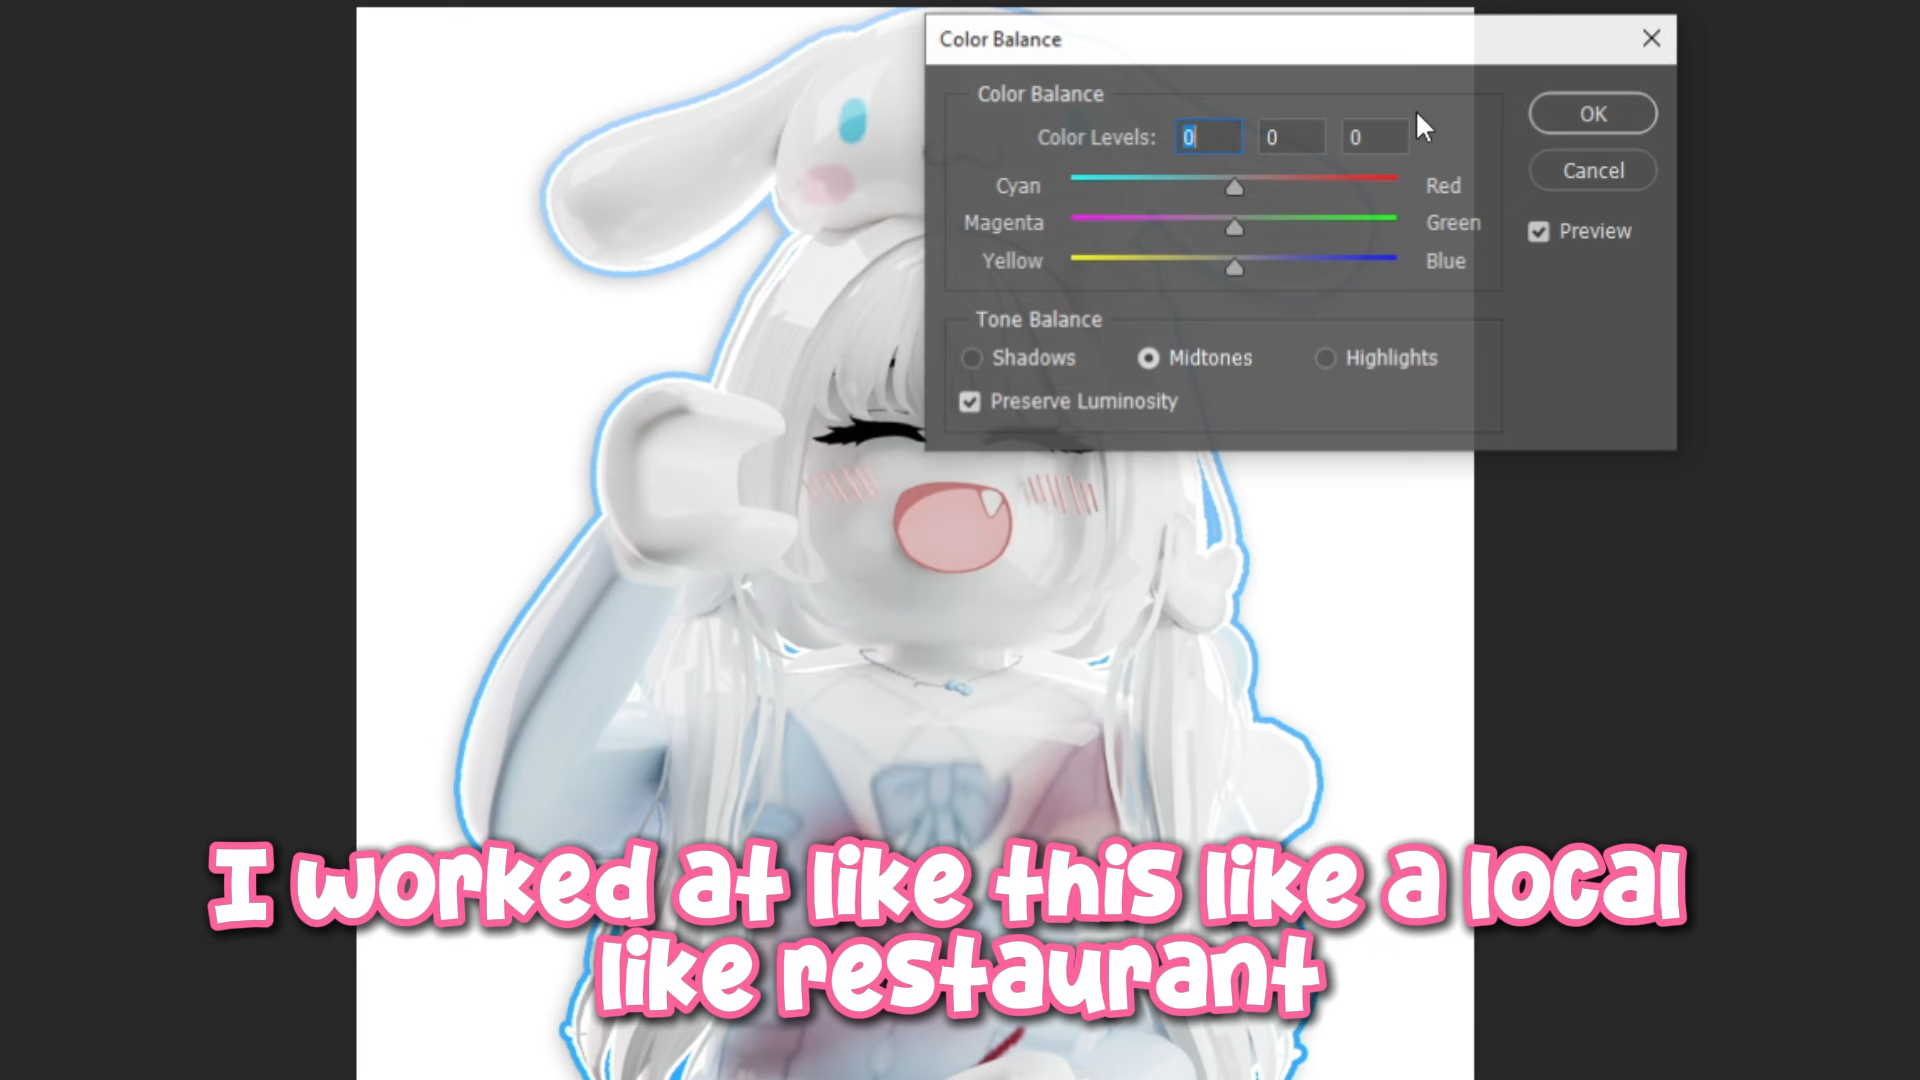 Color Balance
Color Balance
Color Levels: 0 0 0
OK
Cancel
Cyan Red
Magenta Green
Yellow Blue
Preview
Tone Balance
Shadows Midtones Highlights
Preserve Luminosity
I worked at like this like a local
like restaurant